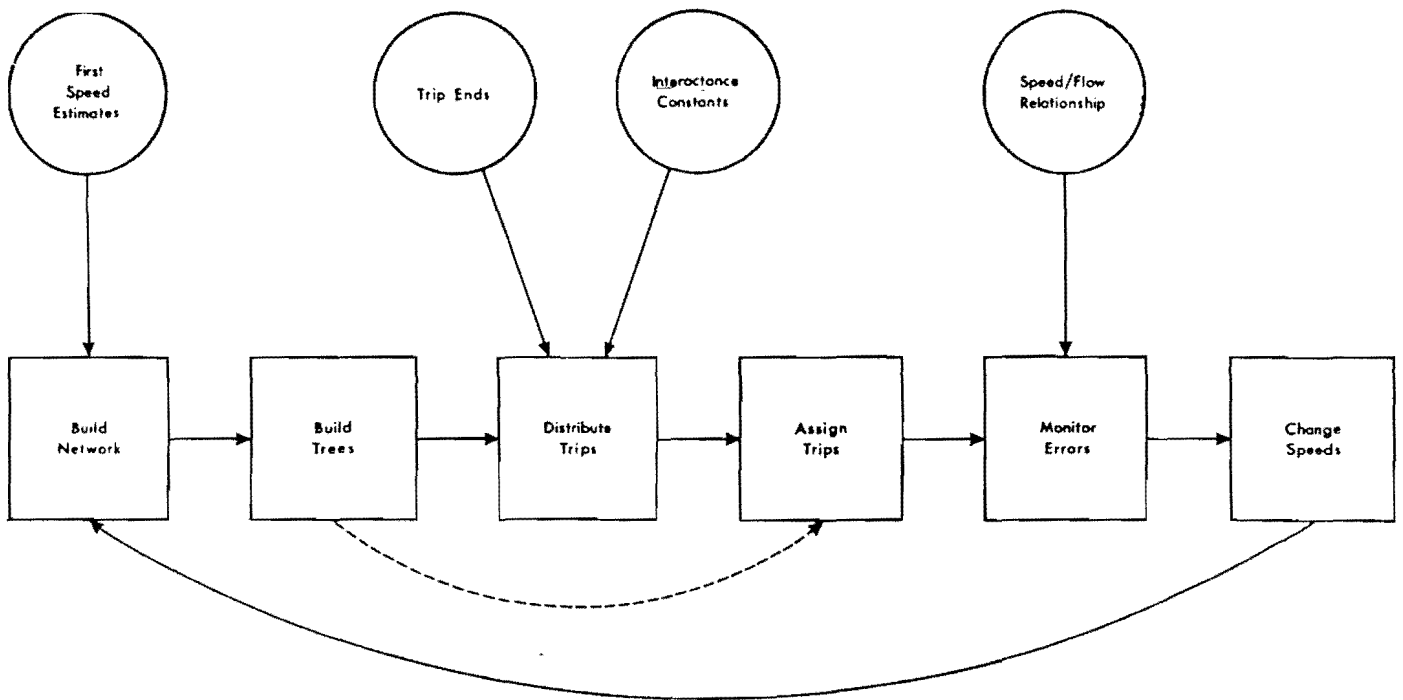 First
Speed
Estimates
Trip Ends
Interactance
Constants
Speed/Flow
Relationship
Build
Network
Build
Trees
Distribute
Trips
Assign
Trips
Monitor
Errors
Change
Speeds